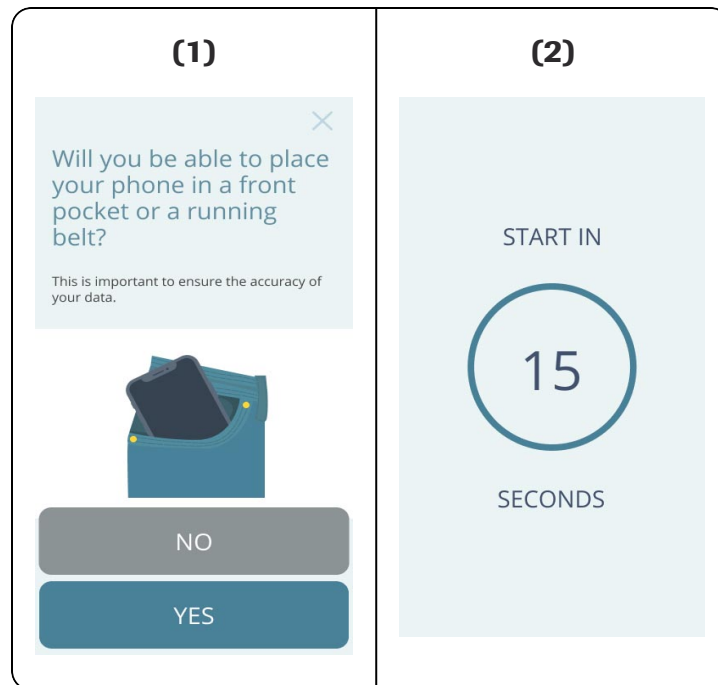 (1)
Will you be able to place
your phone in a front
pocket or a running
belt?
This is important to ensure the accuracy of
your data.
NO
YES
(2)
START IN
15
SECONDS